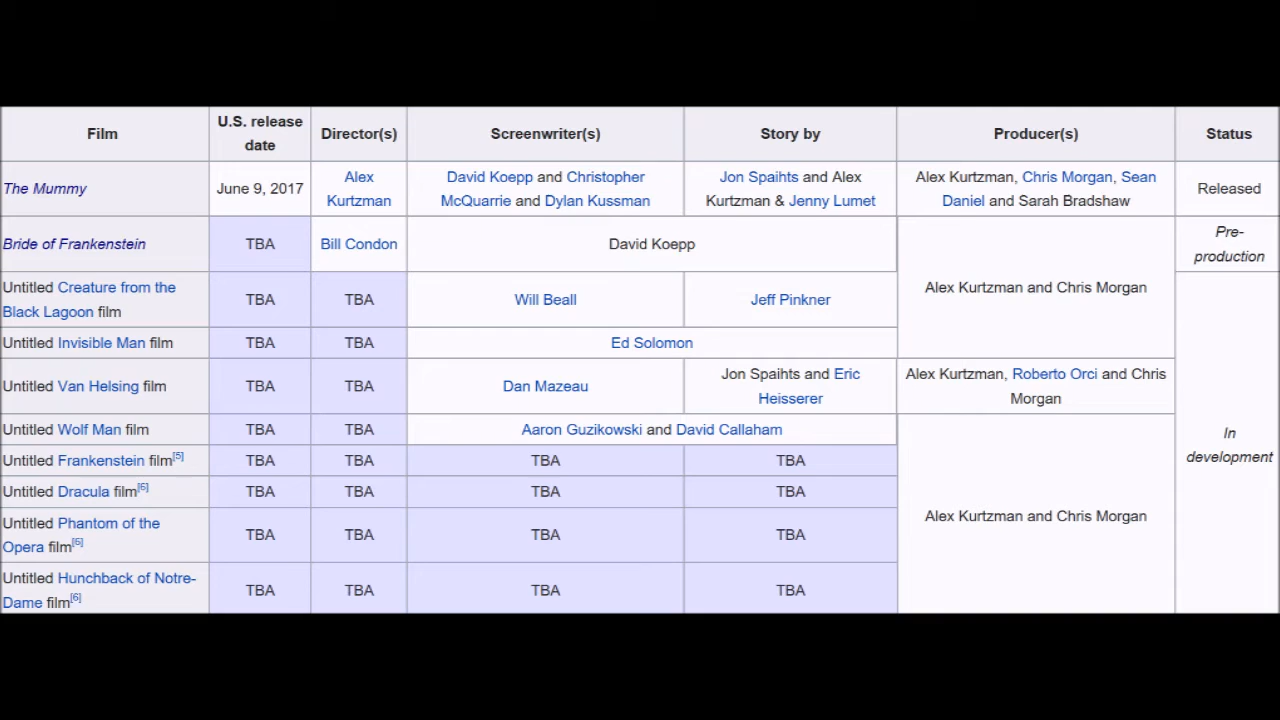 Film
U.S. release
date
Director(s)
Screenwriter(s)
Story by
Producer(s)
Status
The Mummy
June 9, 2017
Alex
Kurtzman
David Koepp and Christopher
McQuarrie and Dylan Kussman
Jon Spaihts and Alex
Kurtzman & Jenny Lumet
Alex Kurtzman, Chris Morgan, Sean
Daniel and Sarah Bradshaw
Released
Bride of Frankenstein
TBA
Bill Condon
David Koepp
Alex Kurtzman and Chris Morgan
Pre-
production
Untitled Creature from the
Black Lagoon film
TBA
TBA
Will Beall
Jeff Pinkner
In
development
Untitled Invisible Man film
TBA
TBA
Ed Solomon
Untitled Van Helsing film
TBA
TBA
Dan Mazeau
Jon Spaihts and Eric
Heisserer
Alex Kurtzman, Roberto Orci and Chris
Morgan
Untitled Wolf Man film
TBA
TBA
Aaron Guzikowski and David Callaham
Alex Kurtzman and Chris Morgan
Untitled Frankenstein film[5]
TBA
TBA
TBA
TBA
Untitled Dracula film[6]
TBA
TBA
TBA
TBA
Untitled Phantom of the
Opera film[5]
TBA
TBA
TBA
TBA
Untitled Hunchback of Notre-
Dame film[6]
TBA
TBA
TBA
TBA